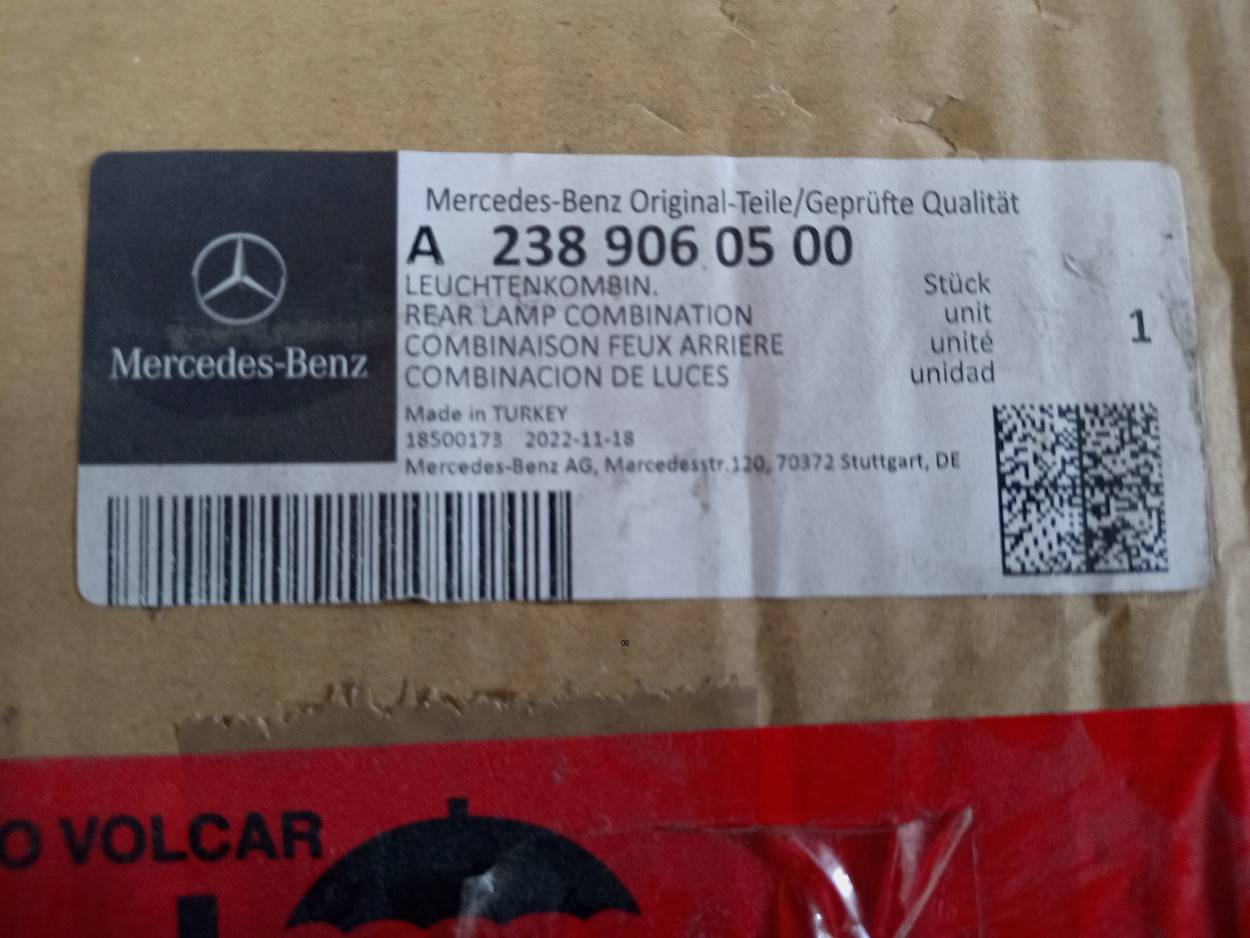 Mercedes-Benz
Mercedes-Benz Original-Teile/Geprüfte Qualität
A 238 906 05 00
LEUCHTENKOMBIN.
REAR LAMP COMBINATION
COMBINAISON FEUX ARRIERE
COMBINACION DE LUCES
Stück
unit
unité
unidad
1
Made in TURKEY
18500173 2022-11-18
Mercedes-Benz AG, Mercedesstr.120, 70372 Stuttgart, DE
08
O VOLCAR